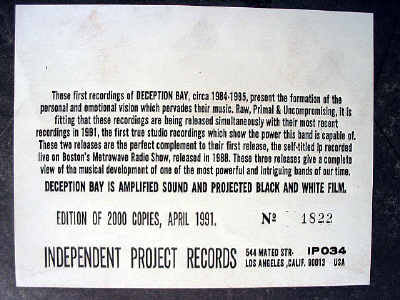 These first recordings of DECEPTION BAY, circa 1984-1985, present the formation of the
personal and emotional vision which pervades their music. Raw, Primal & Uncompromising, it is
fitting that these recordings are being released simultaneously with their most recent
recordings in 1991, the first true studio recordings which show the power this band is capable of.
These two releases are the perfect complement to their first release, the self-titled lp recorded
live on Boston's Metrowave Radio Show, released in 1988. These three releases give a complete
view of the musical development of one of the most powerful and intriguing bands of our time.
DECEPTION BAY IS AMPLIFIED SOUND AND PROJECTED BLACK AND WHITE FILM.
EDITION OF 2000 COPIES, APRIL 1991. Nº 1822
INDEPENDENT PROJECT RECORDS 544 MATEO STR· IP034
LOS ANGELES ,CALIF. 90013 USA